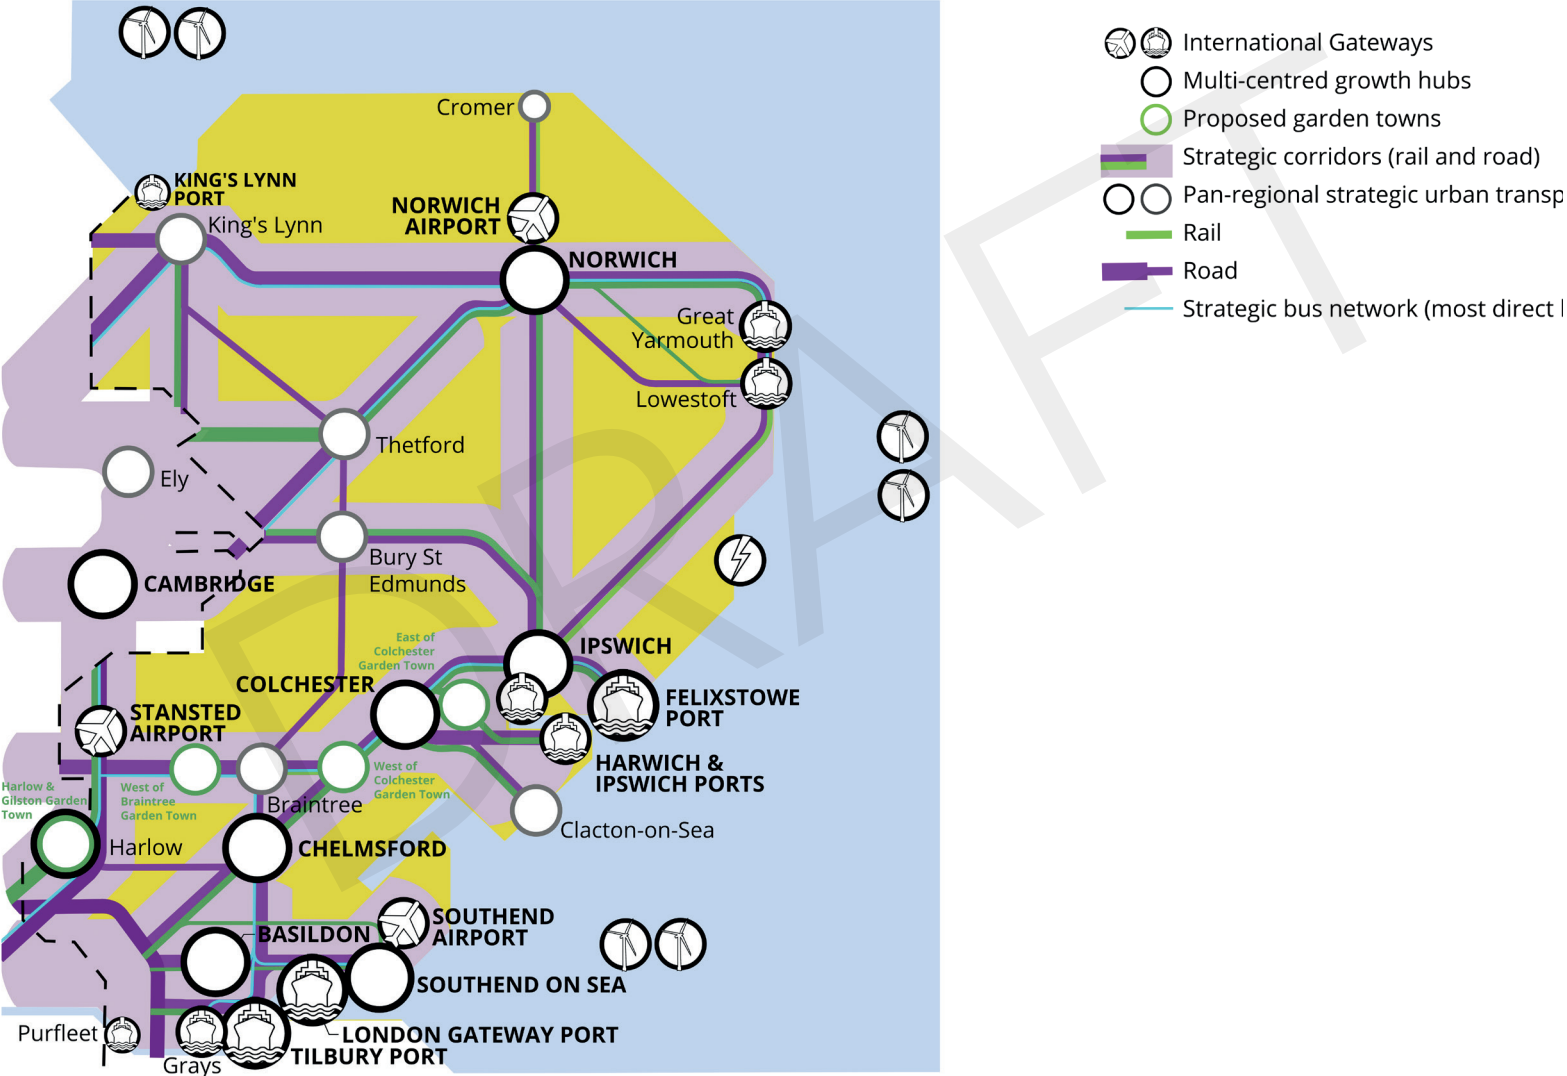 Cromer
KING'S LYNN
PORT
King's Lynn
NORWICH
AIRPORT
NORWICH
Great
Yarmouth
Lowestoft
Thetford
Ely
Bury St
Edmunds
CAMBRIDGE
East of
Colchester
Garden Town
IPSWICH
COLCHESTER
FELIXSTOWE
PORT
STANSTED
AIRPORT
HARWICH &
IPSWICH PORTS
West of
Colchester
Garden Town
Harlow &
Gilston Garden
Town
West of
Braintree
Garden Town
Braintree
Clacton-on-Sea
Harlow
CHELMSFORD
SOUTHEND
AIRPORT
BASILDON
SOUTHEND ON SEA
LONDON GATEWAY PORT
TILBURY PORT
Purfleet
Grays
International Gateways
Multi-centred growth hubs
Proposed garden towns
Strategic corridors (rail and road)
Pan-regional strategic urban transp
Rail
Road
Strategic bus network (most direct
DRAFT